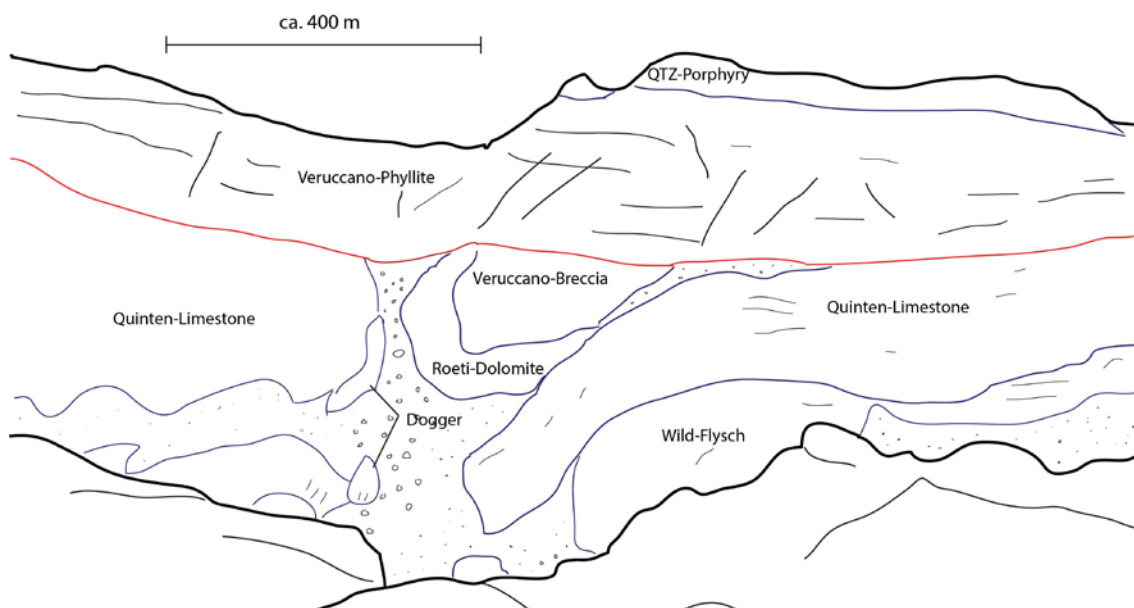 ca. 400 m
QTZ-Porphyry
Veruccano-Phyllite
Veruccano-Breccia
Quinten-Limestone
Quinten-Limestone
Roeti-Dolomite
Dogger
Wild-Flysch